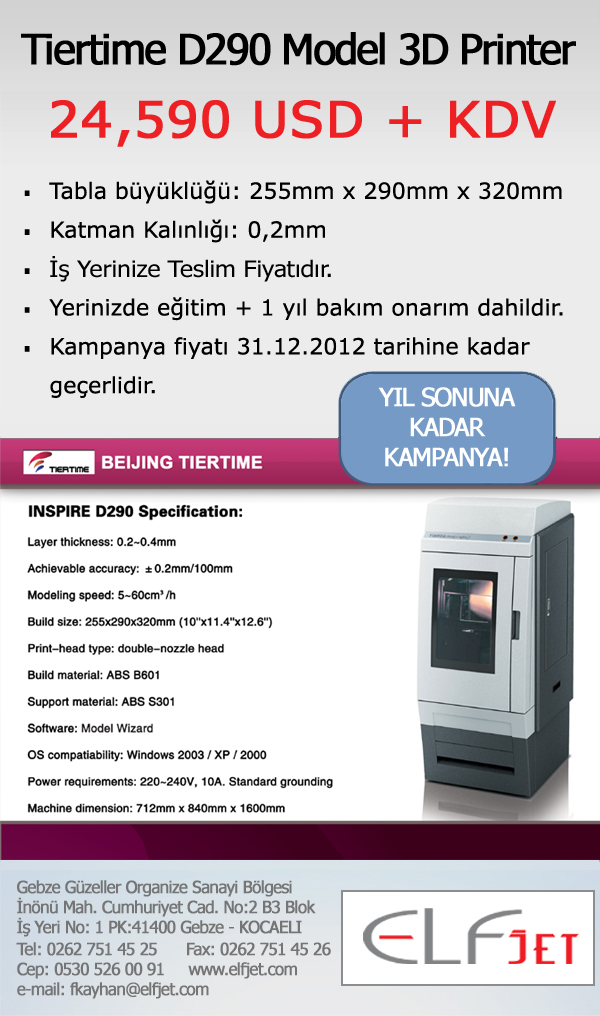 Tiertime D290 Model 3D Printer
24,590 USD + KDV
▪ Tabla büyüklüğü: 255mm x 290mm x 320mm
▪ Katman Kalınlığı: 0,2mm
▪ İş Yerinize Teslim Fiyatıdır.
▪ Yerinizde eğitim + 1 yıl bakım onarım dahildir.
▪ Kampanya fiyatı 31.12.2012 tarihine kadar
geçerlidir.
YIL SONUNA
KADAR
KAMPANYA!
TIERTIME BEIJING TIERTIME
INSPIRE D290 Specification:
Layer thickness: 0.2~0.4mm
Achievable accuracy: ±0.2mm/100mm
Modeling speed: 5~60cm³/h
Build size: 255x290x320mm (10"x11.4"x12.6")
Print-head type: double-nozzle head
Build material: ABS B601
Support material: ABS S301
Software: Model Wizard
OS compatiability: Windows 2003 / XP / 2000
Power requirements: 220~240V, 10A. Standard grounding
Machine dimension: 712mm x 840mm x 1600mm
Gebze Güzeller Organize Sanayi Bölgesi
İnönü Mah. Cumhuriyet Cad. No:2 B3 Blok
İş Yeri No: 1 PK:41400 Gebze - KOCAELI
Tel: 0262 751 45 25 Fax: 0262 751 45 26
Cep: 0530 526 00 91 www.elfjet.com
e-mail: fkayhan@elfjet.com
ELFJET